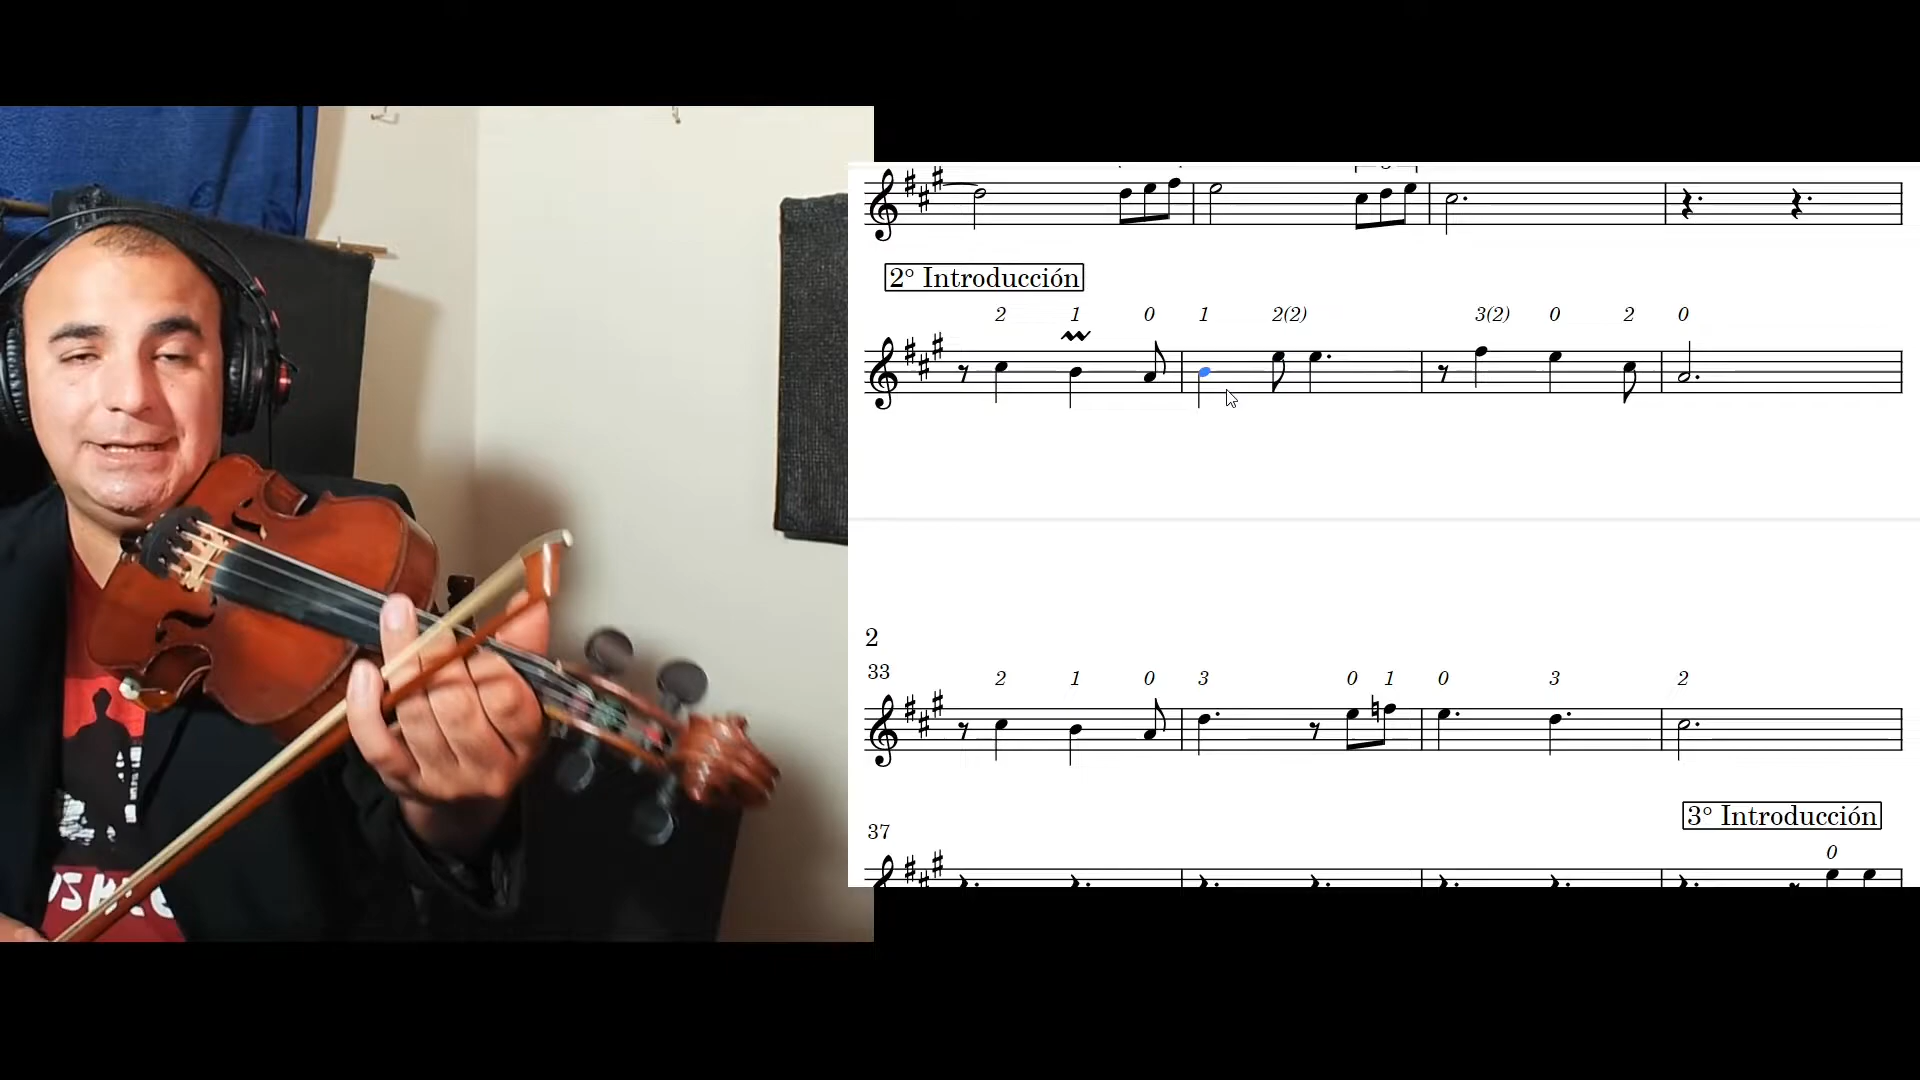 2° Introducción
2 1 0 1 2(2) 3(2) 0 2 0
2
33
2 1 0 3 0 1 0 3 2
3° Introducción
37
0